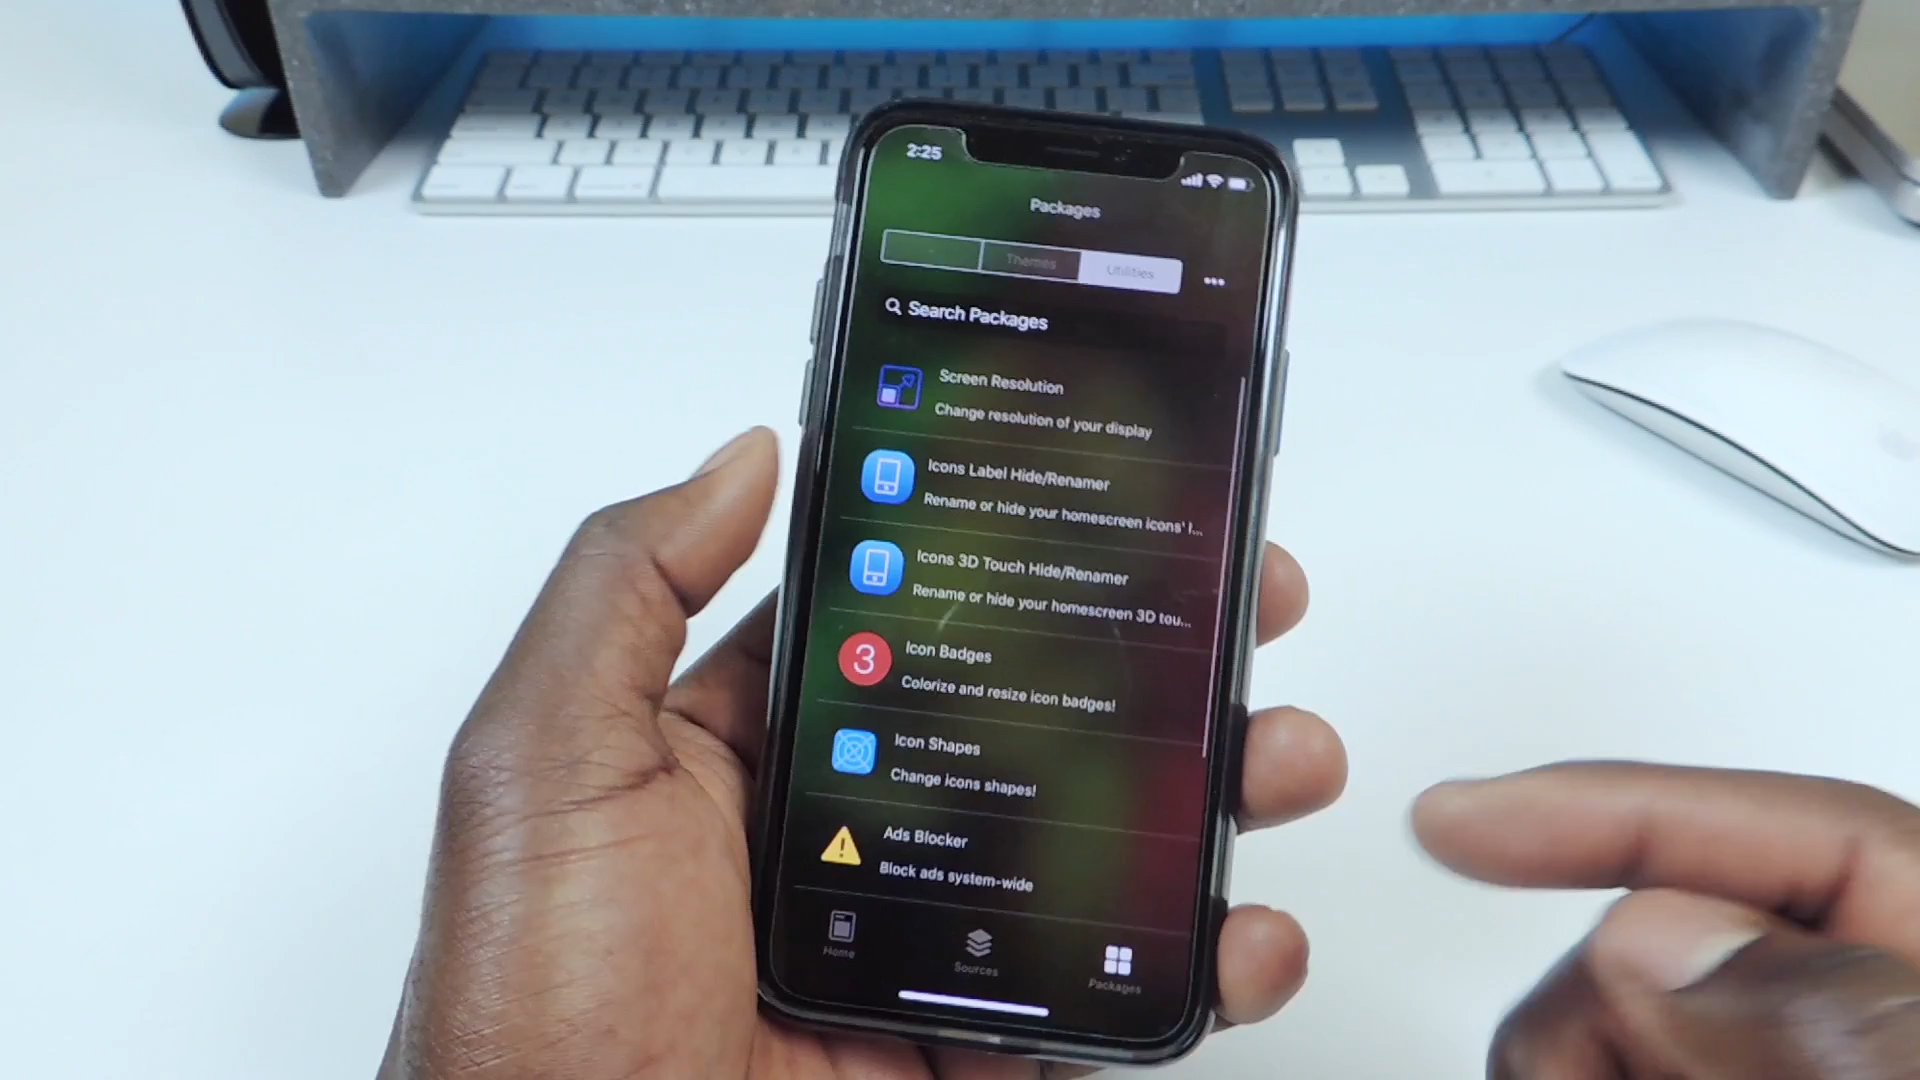 2:25
Packages
Themes
Utilities
Search Packages
Screen Resolution
Change resolution of your display
Icons Label Hide/Renamer
Rename or hide your homescreen icons' l...
Icons 3D Touch Hide/Renamer
Rename or hide your homescreen 3D tou...
3
Icon Badges
Colorize and resize icon badges!
Icon Shapes
Change icons shapes!
Ads Blocker
Block ads system-wide
Home
Sources
Packages